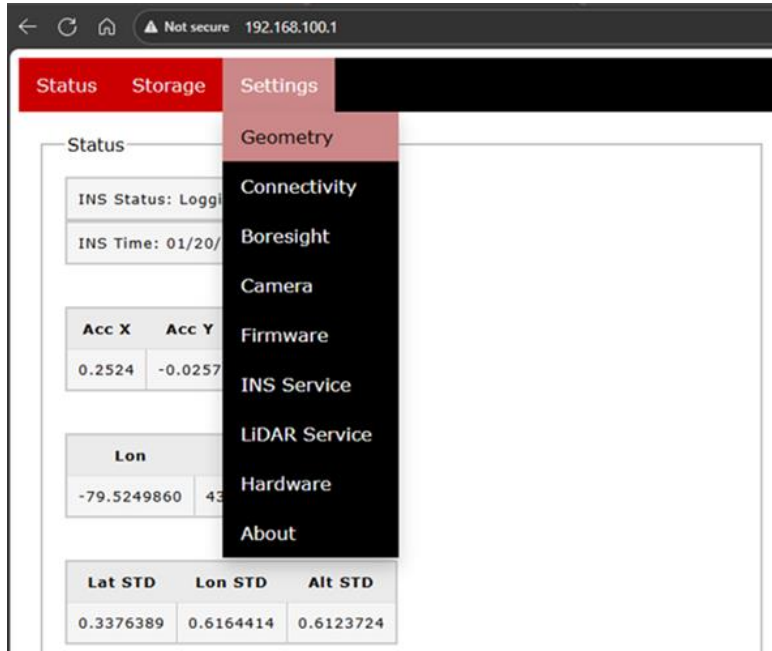 Not secure 192.168.100.1
Status Storage Settings
Geometry
Connectivity
Boresight
Camera
Firmware
INS Service
LiDAR Service
Hardware
About
Status
INS Status: Loggi
INS Time: 01/20/
Acc X Acc Y
0.2524 -0.0257
Lon
-79.5249860 43
Lat STD Lon STD Alt STD
0.3376389 0.6164414 0.6123724